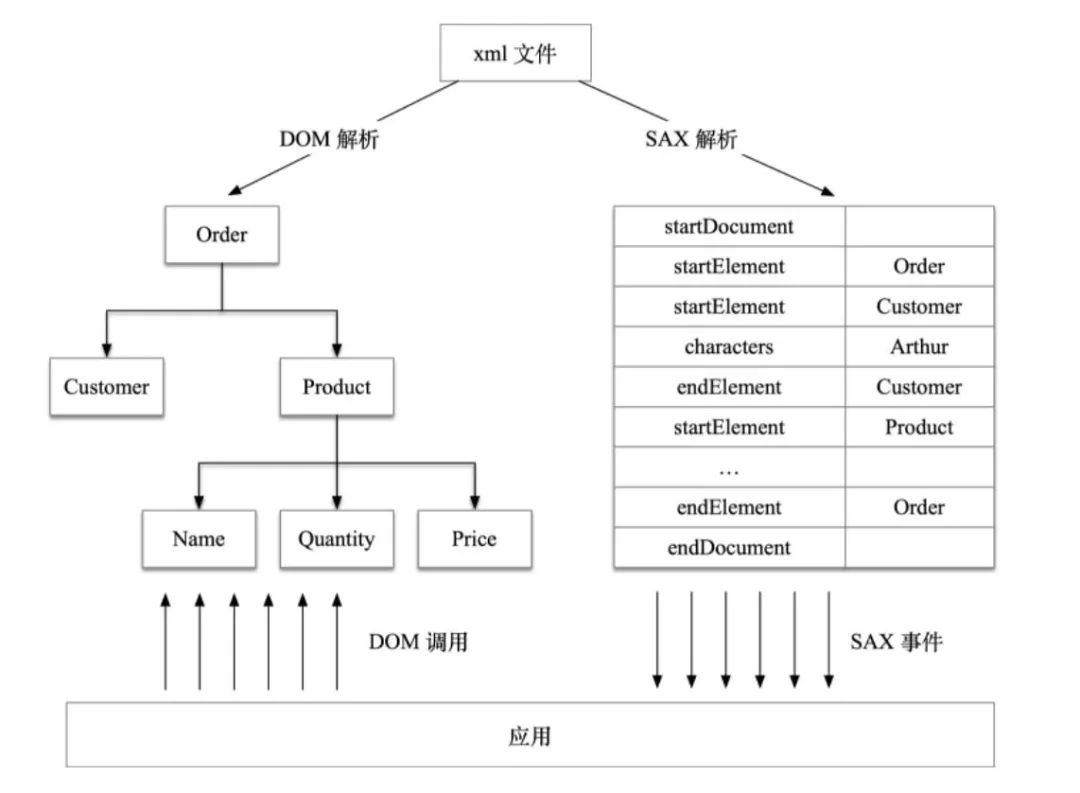 xml 文件
DOM 解析
SAX 解析
Order
Customer
Product
Name
Quantity
Price
DOM 调用
startDocument
startElement Order
startElement Customer
characters Arthur
endElement Customer
startElement Product
…
endElement Order
endDocument
SAX 事件
应用